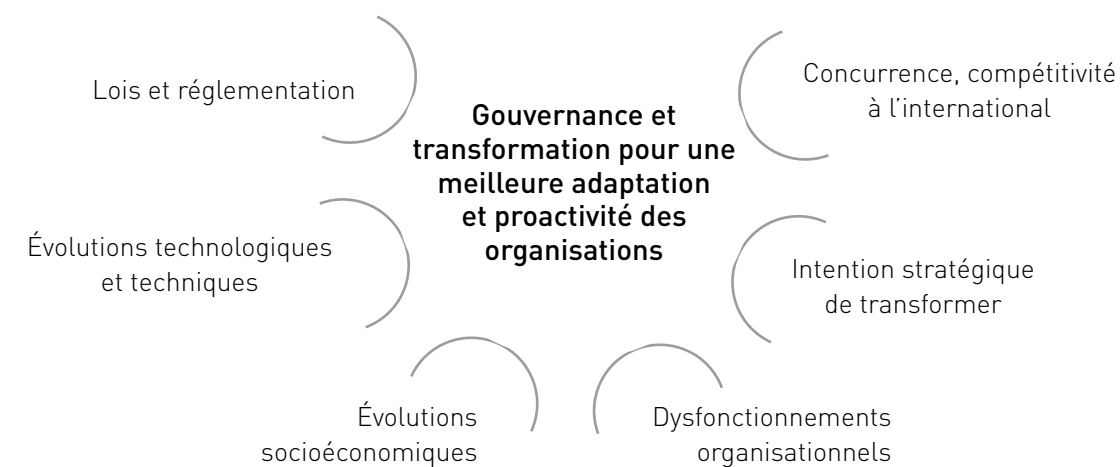 Lois et réglementation
Gouvernance et
transformation pour une
meilleure adaptation
et proactivité des
organisations
Concurrence, compétitivité
à l'international
Évolutions technologiques
et techniques
Intention stratégique
de transformer
Évolutions
socioéconomiques
Dysfonctionnements
organisationnels